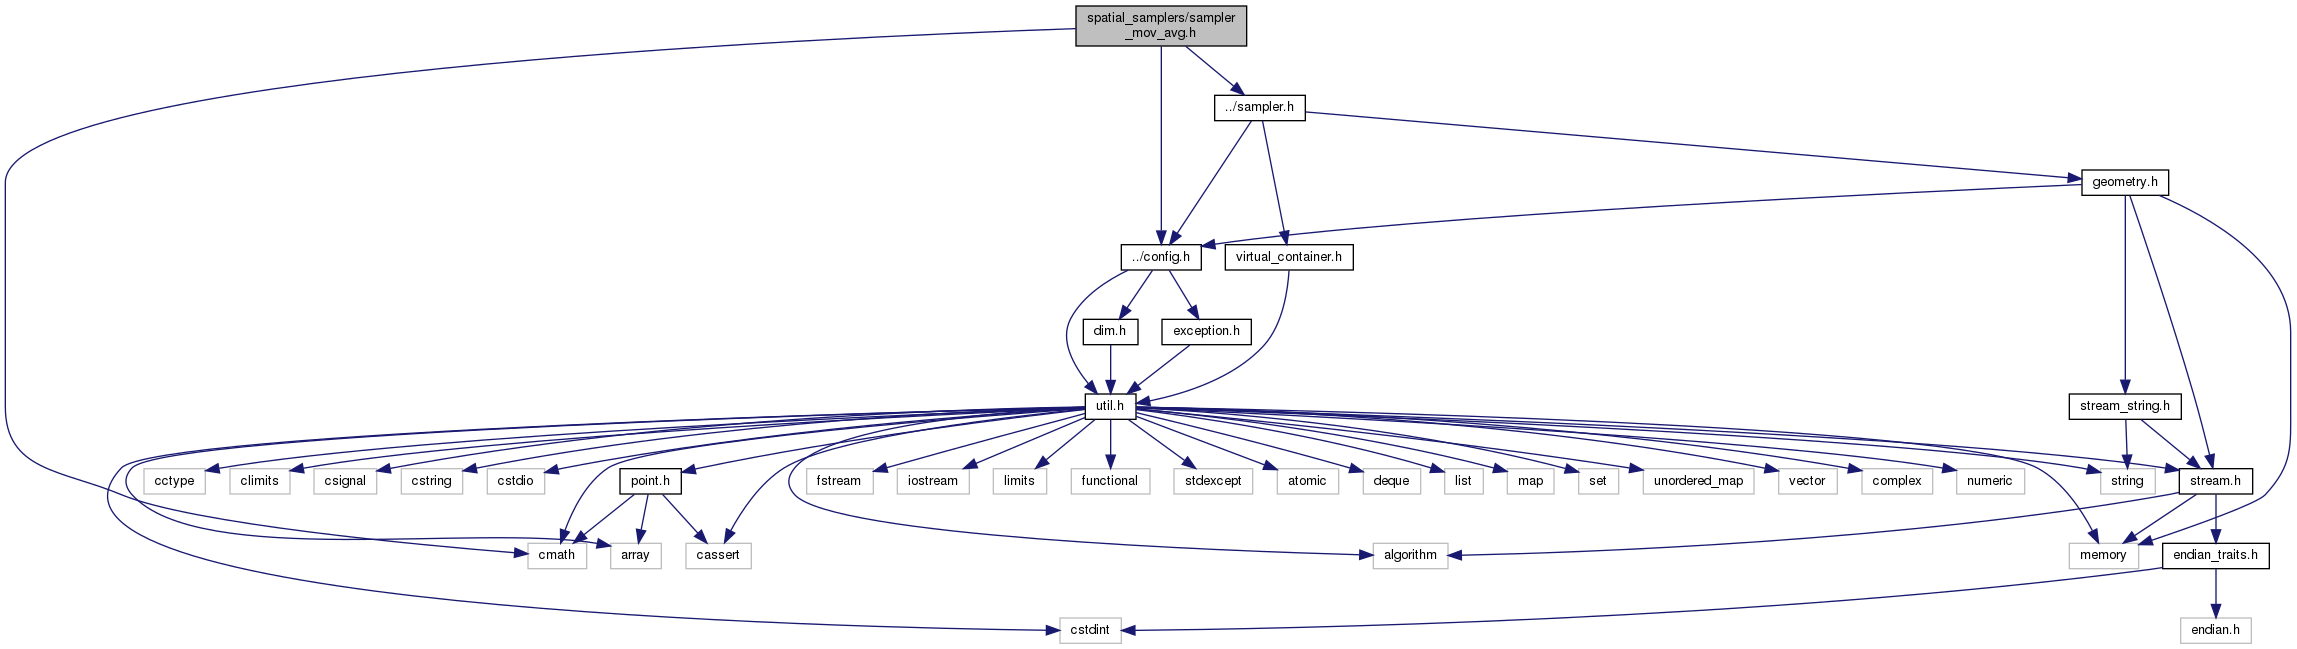 spatial_samplers/sampler
_mov_avg.h
../sampler.h
geometry.h
../config.h
virtual_container.h
dim.h
exception.h
util.h
stream_string.h
cctype
climits
csignal
cstring
cstdio
point.h
fstream
iostream
limits
functional
stdexcept
atomic
deque
list
map
set
unordered_map
vector
complex
numeric
string
stream.h
cmath
array
cassert
algorithm
memory
endian_traits.h
cstdint
endian.h